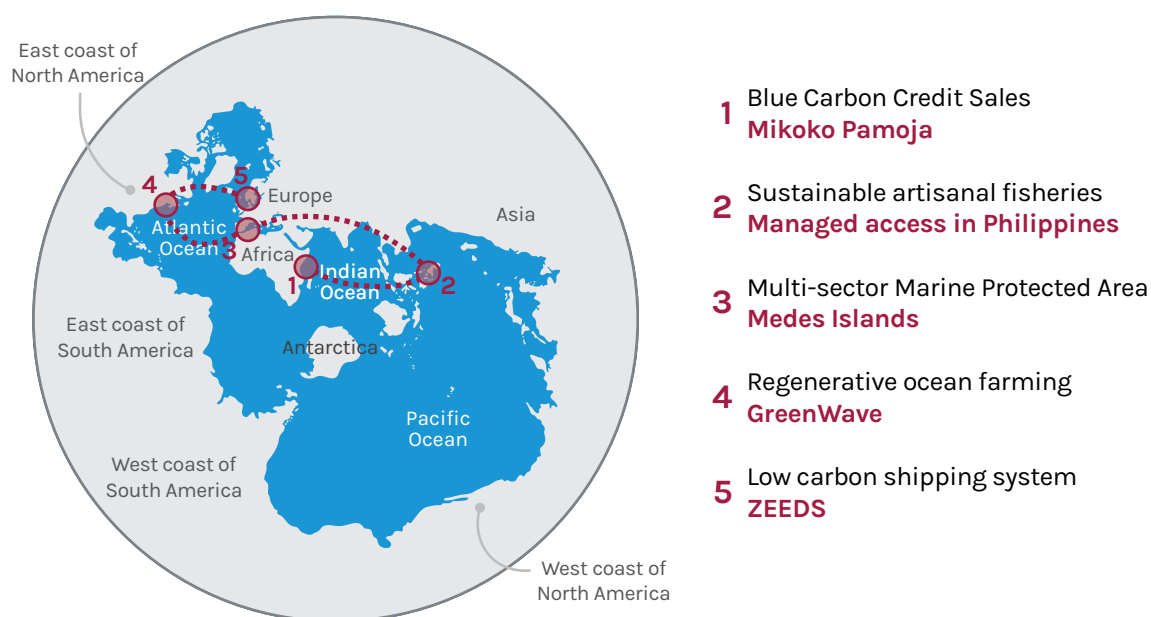 East coast of
North America
4
5
Europe
Asia
Atlantic
Ocean
3
Africa
1
Indian
Ocean
2
East coast of
South America
Antarctica
Pacific
Ocean
West coast of
South America
West coast of
North America
1
Blue Carbon Credit Sales
Mikoko Pamoja
2
Sustainable artisanal fisheries
Managed access in Philippines
3
Multi-sector Marine Protected Area
Medes Islands
4
Regenerative ocean farming
GreenWave
5
Low carbon shipping system
ZEEDS